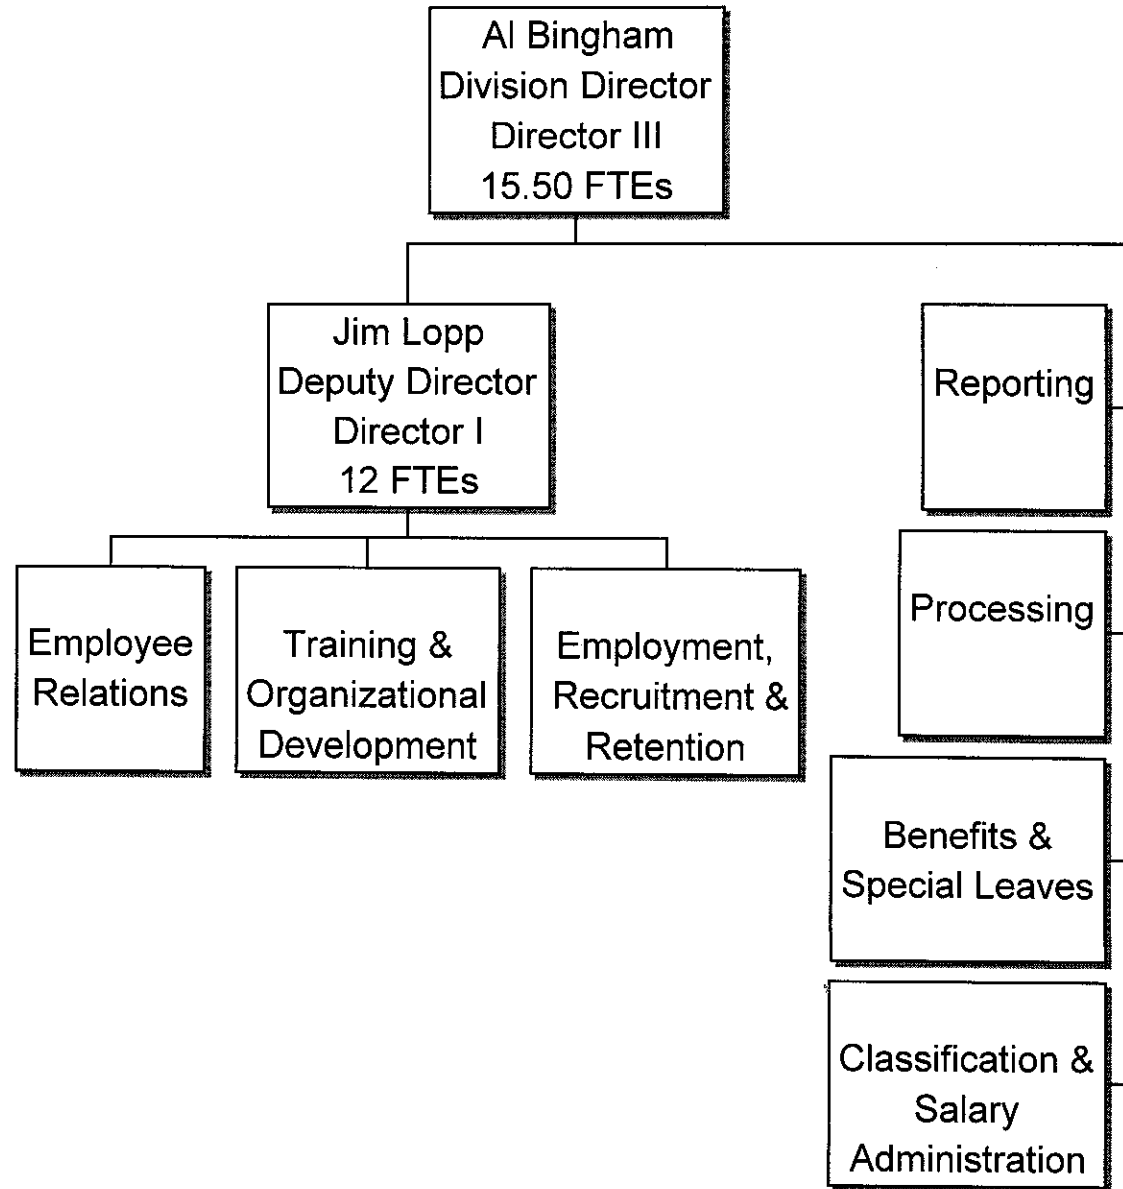 Al Bingham
Division Director
Director III
15.50 FTEs
Jim Lopp
Deputy Director
Director I
12 FTEs
Employee
Relations
Training &
Organizational
Development
Employment,
Recruitment &
Retention
Reporting
Processing
Benefits &
Special Leaves
Classification &
Salary
Administration